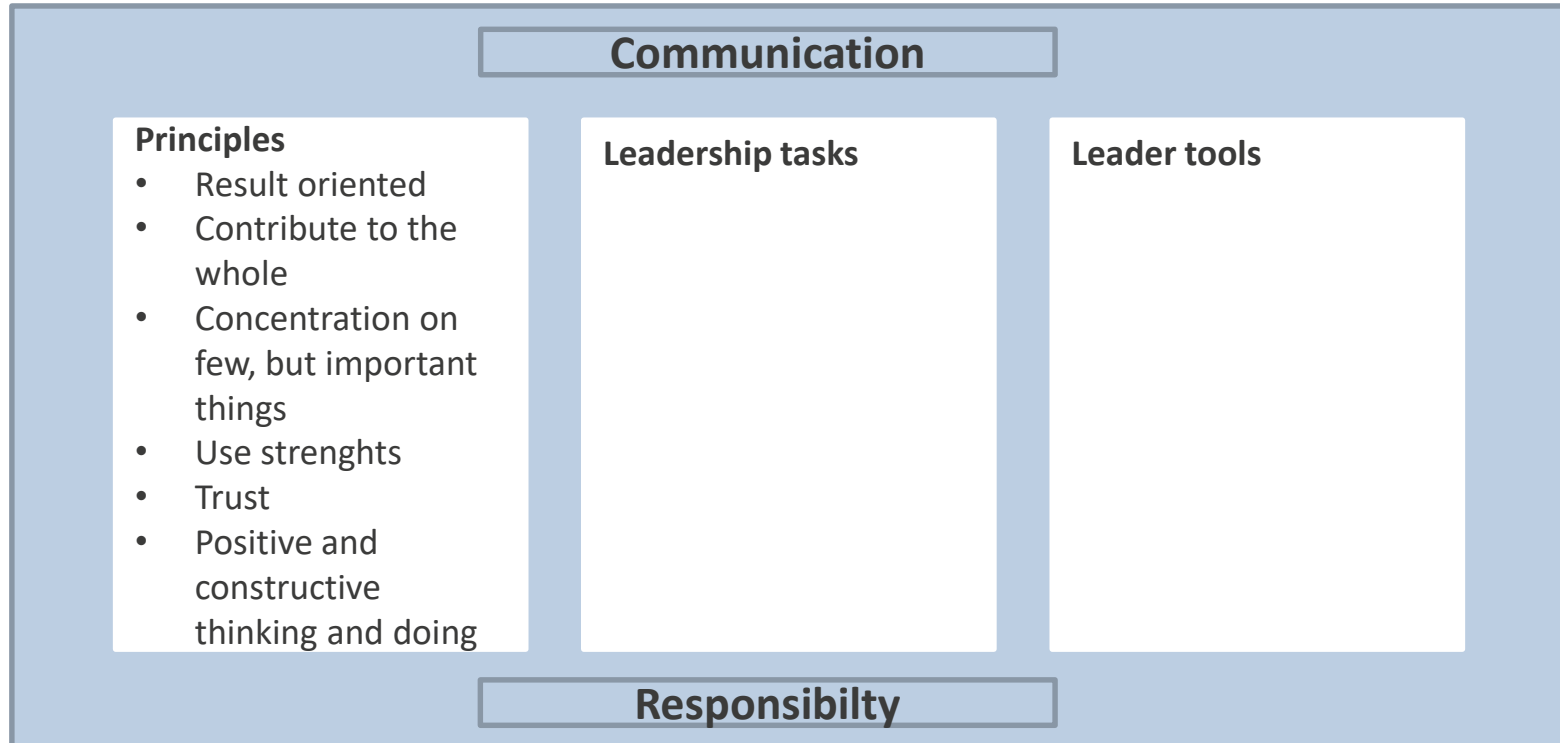 Communication
Principles
• Result oriented
• Contribute to the
whole
• Concentration on
few, but important
things
• Use strenghts
• Trust
• Positive and
constructive
thinking and doing
Leadership tasks
Leader tools
Responsibilty